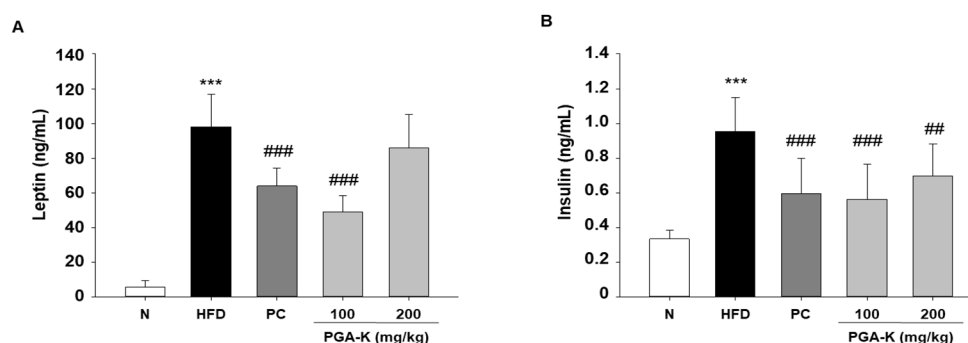 A
Leptin (ng/mL)
140
120
100
80
60
40
20
0
***
###
###
N HFD PC 100 200
PGA-K (mg/kg)
B
Insulin (ng/mL)
1.4
1.2
1.0
0.8
0.6
0.4
0.2
0
***
###
###
##
N HFD PC 100 200
PGA-K (mg/kg)